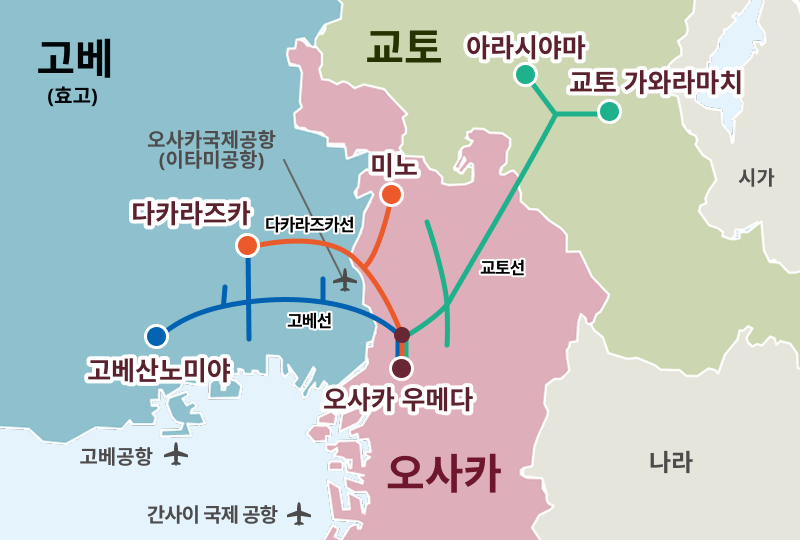 고베
(효고)
교토
아라시야마
교토 가와라마치
오사카국제공항
(이타미공항)
미노
시가
다카라즈카
다카라즈카선
교토선
고베선
고베산노미야
오사카 우메다
고베공항
오사카
나라
간사이 국제 공항